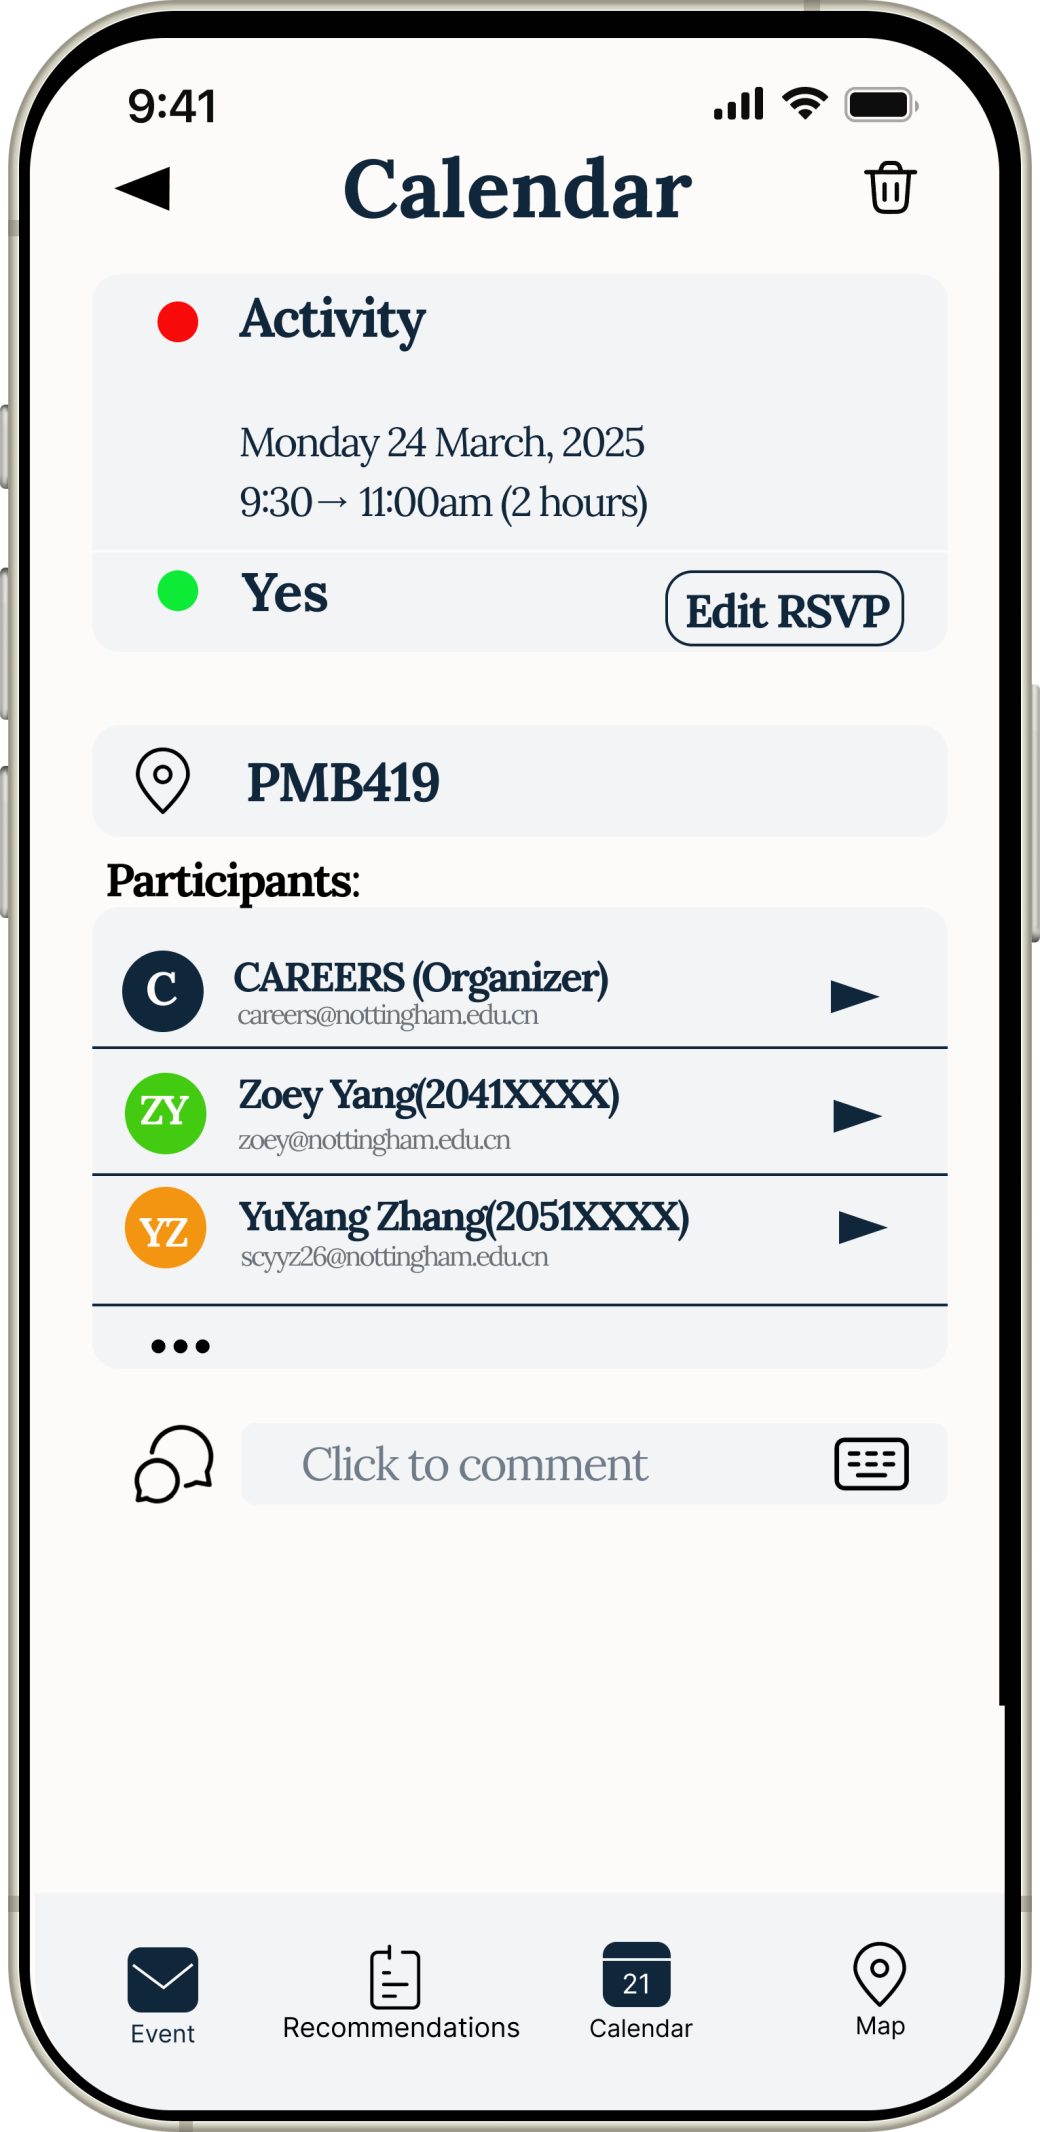 9:41
Calendar
Activity
Monday 24 March, 2025
9:30→ 11:00am (2 hours)
Yes
Edit RSVP
PMB419
Participants:
C
CAREERS (Organizer)
careers@nottingham.edu.cn
ZY
Zoey Yang(2041XXXX)
zoey@nottingham.edu.cn
YZ
YuYang Zhang(2051XXXX)
scyyz26@nottingham.edu.cn
•••
Click to comment
21
Event
Recommendations
Calendar
Map